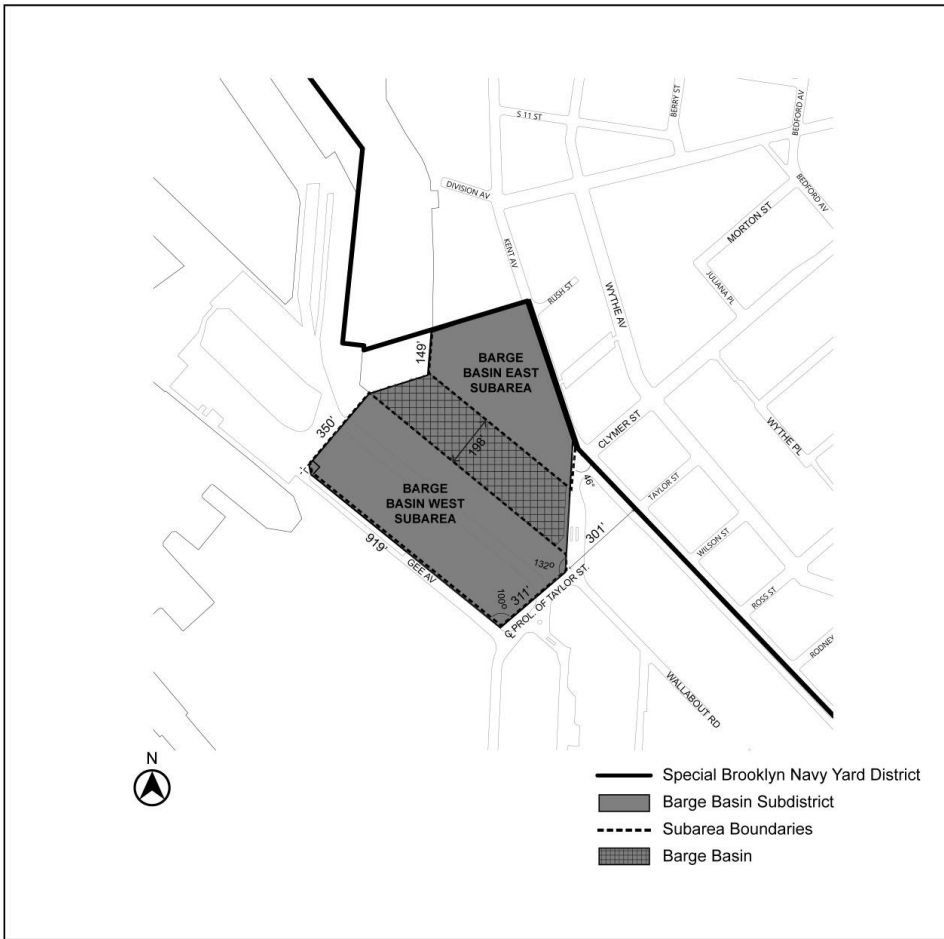 S 11 ST
BERRY ST
BEDFORD AV
DIVISION AV
BEDFORD AV
MORTON ST
KENT AV
JULIANA PL
RUSH ST.
WYTHE AV
149'
BARGE
BASIN EAST
SUBAREA
350'
198'
CLYMER ST
WYTHE PL
46°
TAYLOR ST
BARGE
BASIN WEST
SUBAREA
301'
WILSON ST
919'
GEE AV
132º
ROSS ST
100º
311'
℄ PROL. OF TAYLOR ST.
RODNEY
WALLABOUT RD
N
Special Brooklyn Navy Yard District
Barge Basin Subdistrict
Subarea Boundaries
Barge Basin